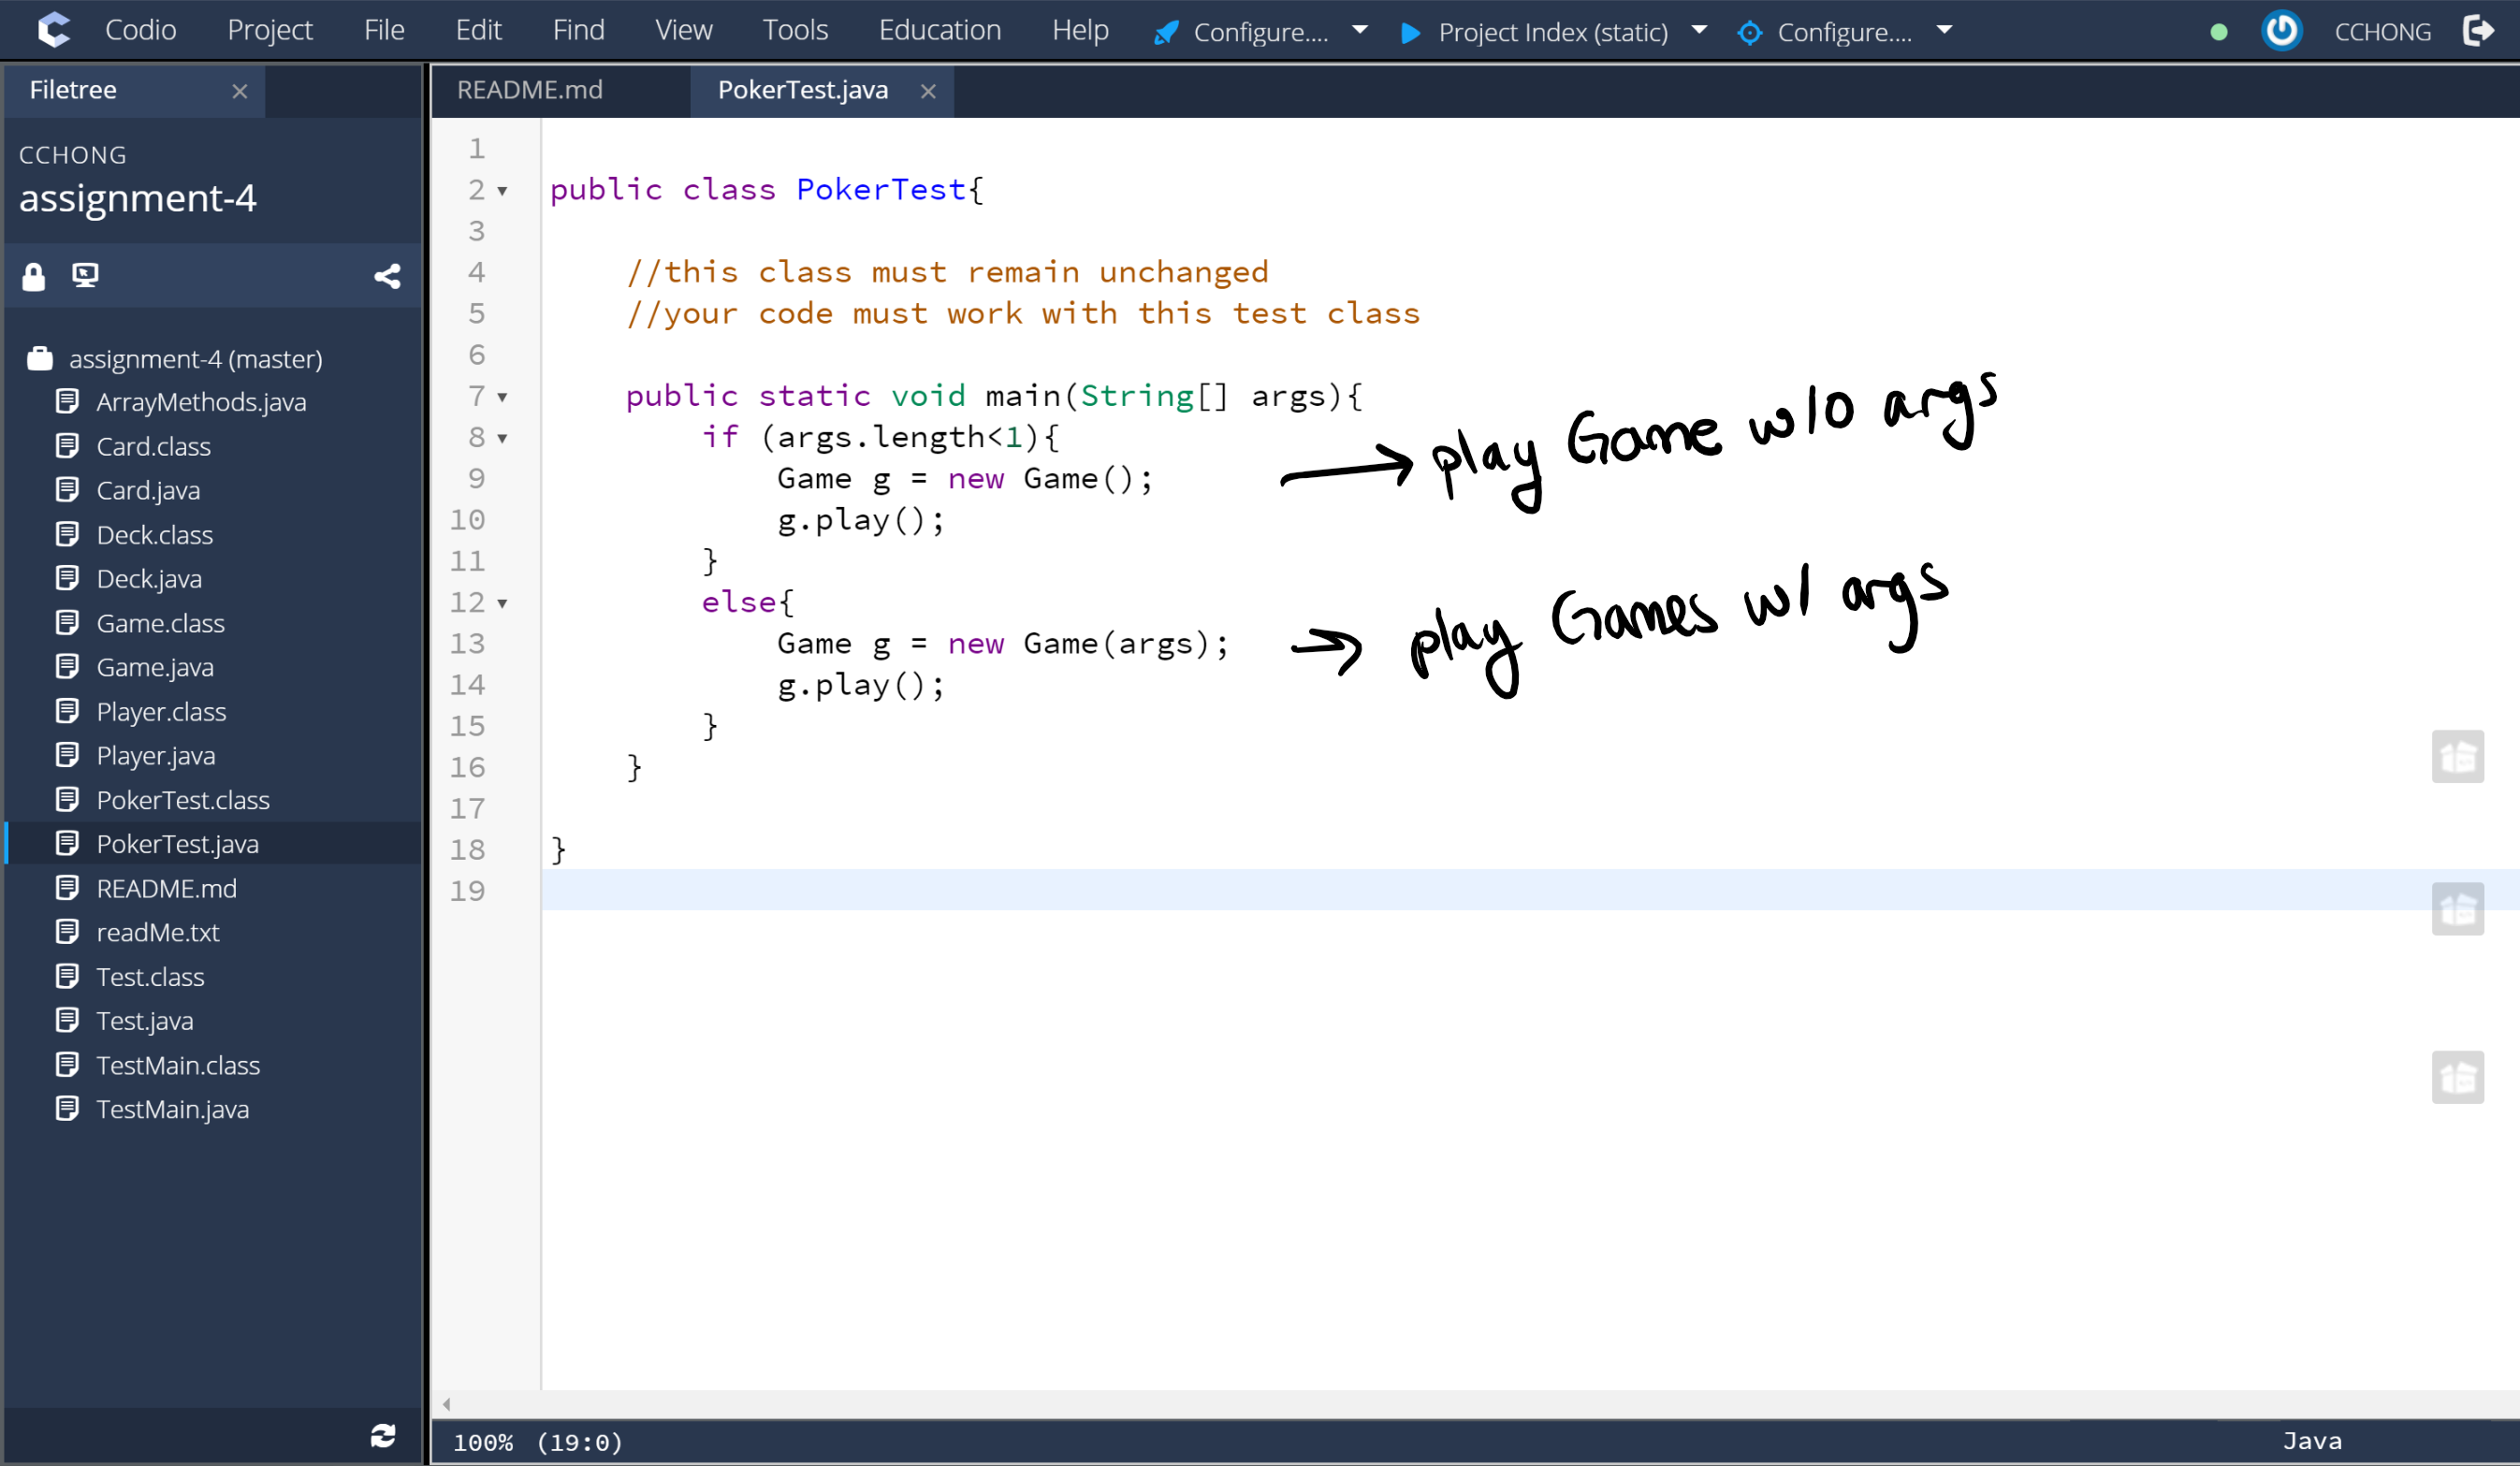 Codio Project File Edit Find View Tools Education Help Configure.... Project Index (static) Configure.... CCHONG
Filetree
README.md PokerTest.java
CCHONG
assignment-4
assignment-4 (master)
ArrayMethods.java
Card.class
Card.java
Deck.class
Deck.java
Game.class
Game.java
Player.class
Player.java
PokerTest.class
PokerTest.java
README.md
readMe.txt
Test.class
Test.java
TestMain.class
TestMain.java
1
2 public class PokerTest{
3
4 //this class must remain unchanged
5 //your code must work with this test class
6
7 public static void main(String[] args){
8 if (args.length<1){
9 Game g = new Game();
→ play Game w/o args
10 g.play();
11 }
12 else{
13 Game g = new Game(args);
→ play Games w/ args
14 g.play();
15 }
16 }
17
18 }
19
100% (19:0) Java